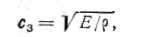 c₃ = √E/ρ,